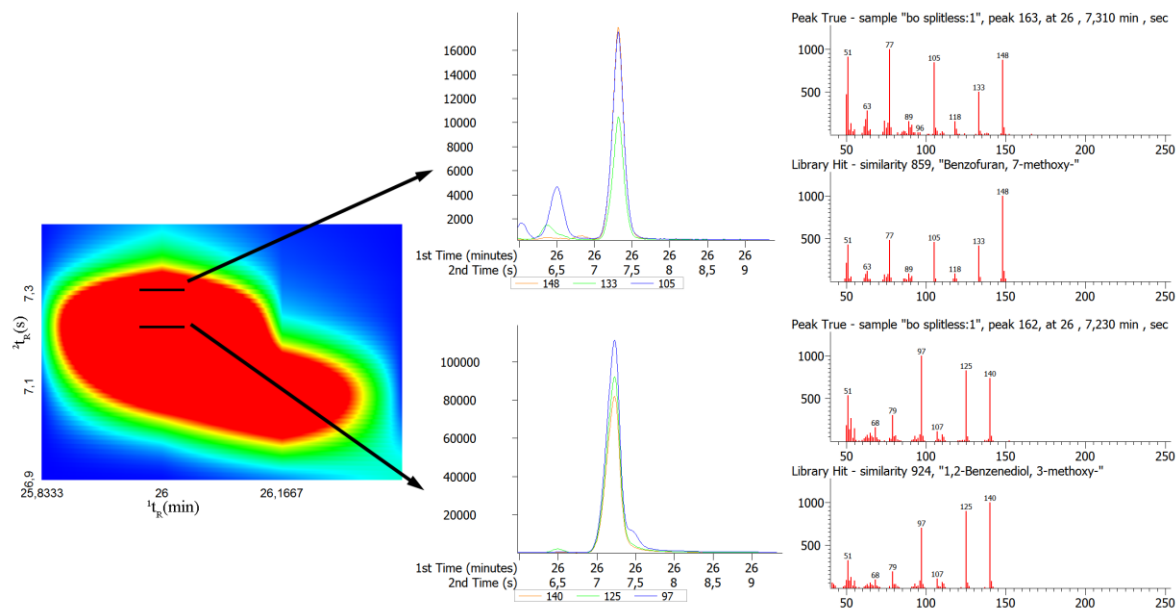 ²t_R(s)
7,3
7,1
26,9
25,8333 26 26,1667
¹t_R(min)
16000
14000
12000
10000
8000
6000
4000
2000
1st Time (minutes) 26 26 26 26 26 26
2nd Time (s) 6,5 7 7,5 8 8,5 9
148 133 105
100000
80000
60000
40000
20000
1st Time (minutes) 26 26 26 26 26 26
2nd Time (s) 6,5 7 7,5 8 8,5 9
140 125 97
Peak True - sample "bo splitless:1", peak 163, at 26 , 7,310 min , sec
1000
500
51 63 77 89 96 105 118 133 148
50 100 150 200 250
Library Hit - similarity 859, "Benzofuran, 7-methoxy-"
1000
500
51 63 77 89 105 118 133 148
50 100 150 200 250
Peak True - sample "bo splitless:1", peak 162, at 26 , 7,230 min , sec
1000
500
51 68 79 97 107 125 140
50 100 150 200 250
Library Hit - similarity 924, "1,2-Benzenediol, 3-methoxy-"
1000
500
51 68 79 97 107 125 140
50 100 150 200 250